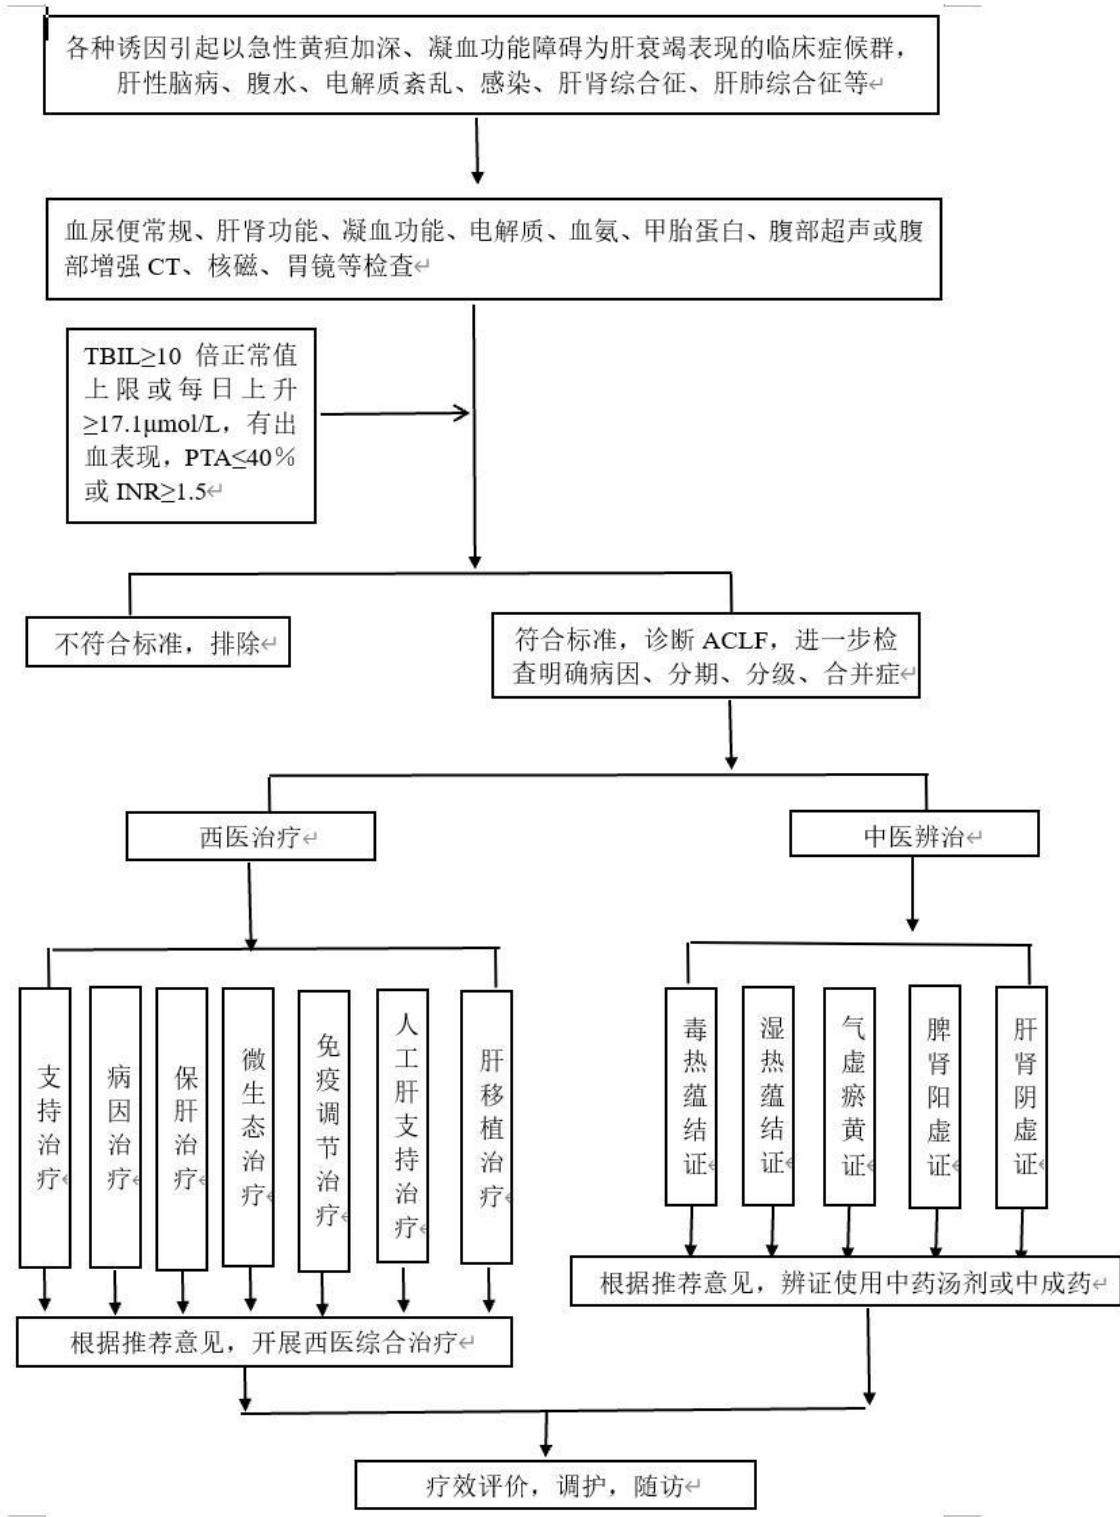 各种诱因引起以急性黄疸加深、凝血功能障碍为肝衰竭表现的临床症候群，
肝性脑病、腹水、电解质紊乱、感染、肝肾综合征、肝肺综合征等
血尿便常规、肝肾功能、凝血功能、电解质、血氨、甲胎蛋白、腹部超声或腹
部增强 CT、核磁、胃镜等检查
TBIL≥10 倍正常值
上限或每日上升
≥17.1μmol/L，有出
血表现，PTA≤40%
或 INR≥1.5
不符合标准，排除
符合标准，诊断 ACLF，进一步检
查明确病因、分期、分级、合并症
西医治疗
中医辨治
支持治疗
病因治疗
保肝治疗
微生态治疗
免疫调节治疗
人工肝支持治疗
肝移植治疗
毒热蕴结证
湿热蕴结证
气虚瘀黄证
脾肾阳虚证
肝肾阴虚证
根据推荐意见，辨证使用中药汤剂或中成药
根据推荐意见，开展西医综合治疗
疗效评价，调护，随访